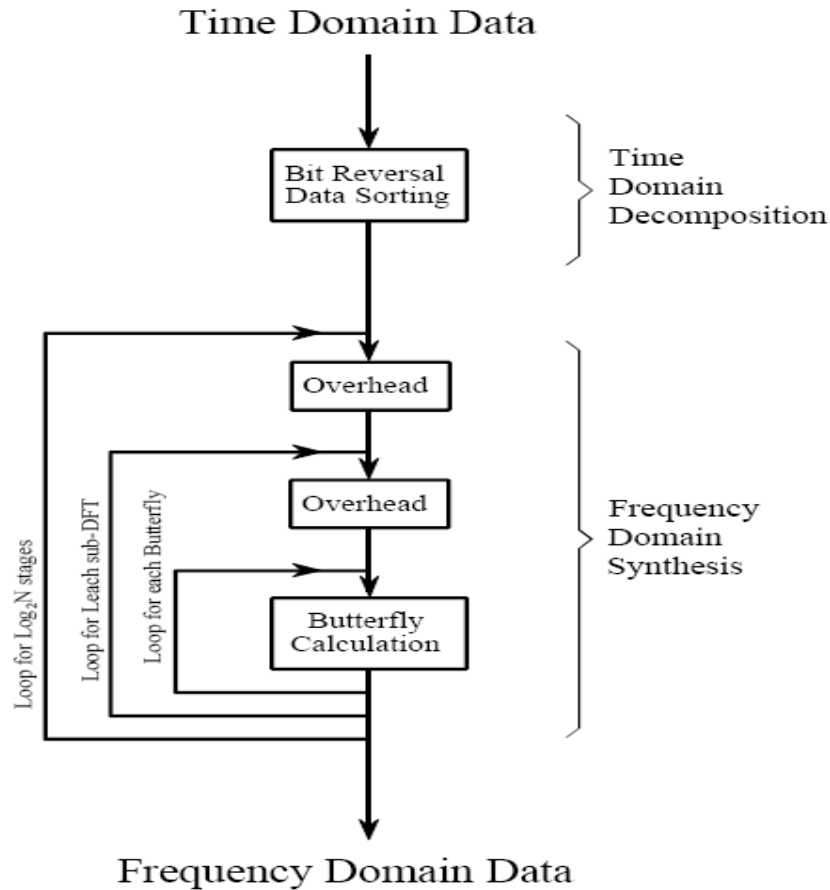 Time Domain Data
Bit Reversal
Data Sorting
Time
Domain
Decomposition
Overhead
Overhead
Loop for Log₂N stages
Loop for Leach sub-DFT
Loop for each Butterfly
Butterfly
Calculation
Frequency
Domain
Synthesis
Frequency Domain Data